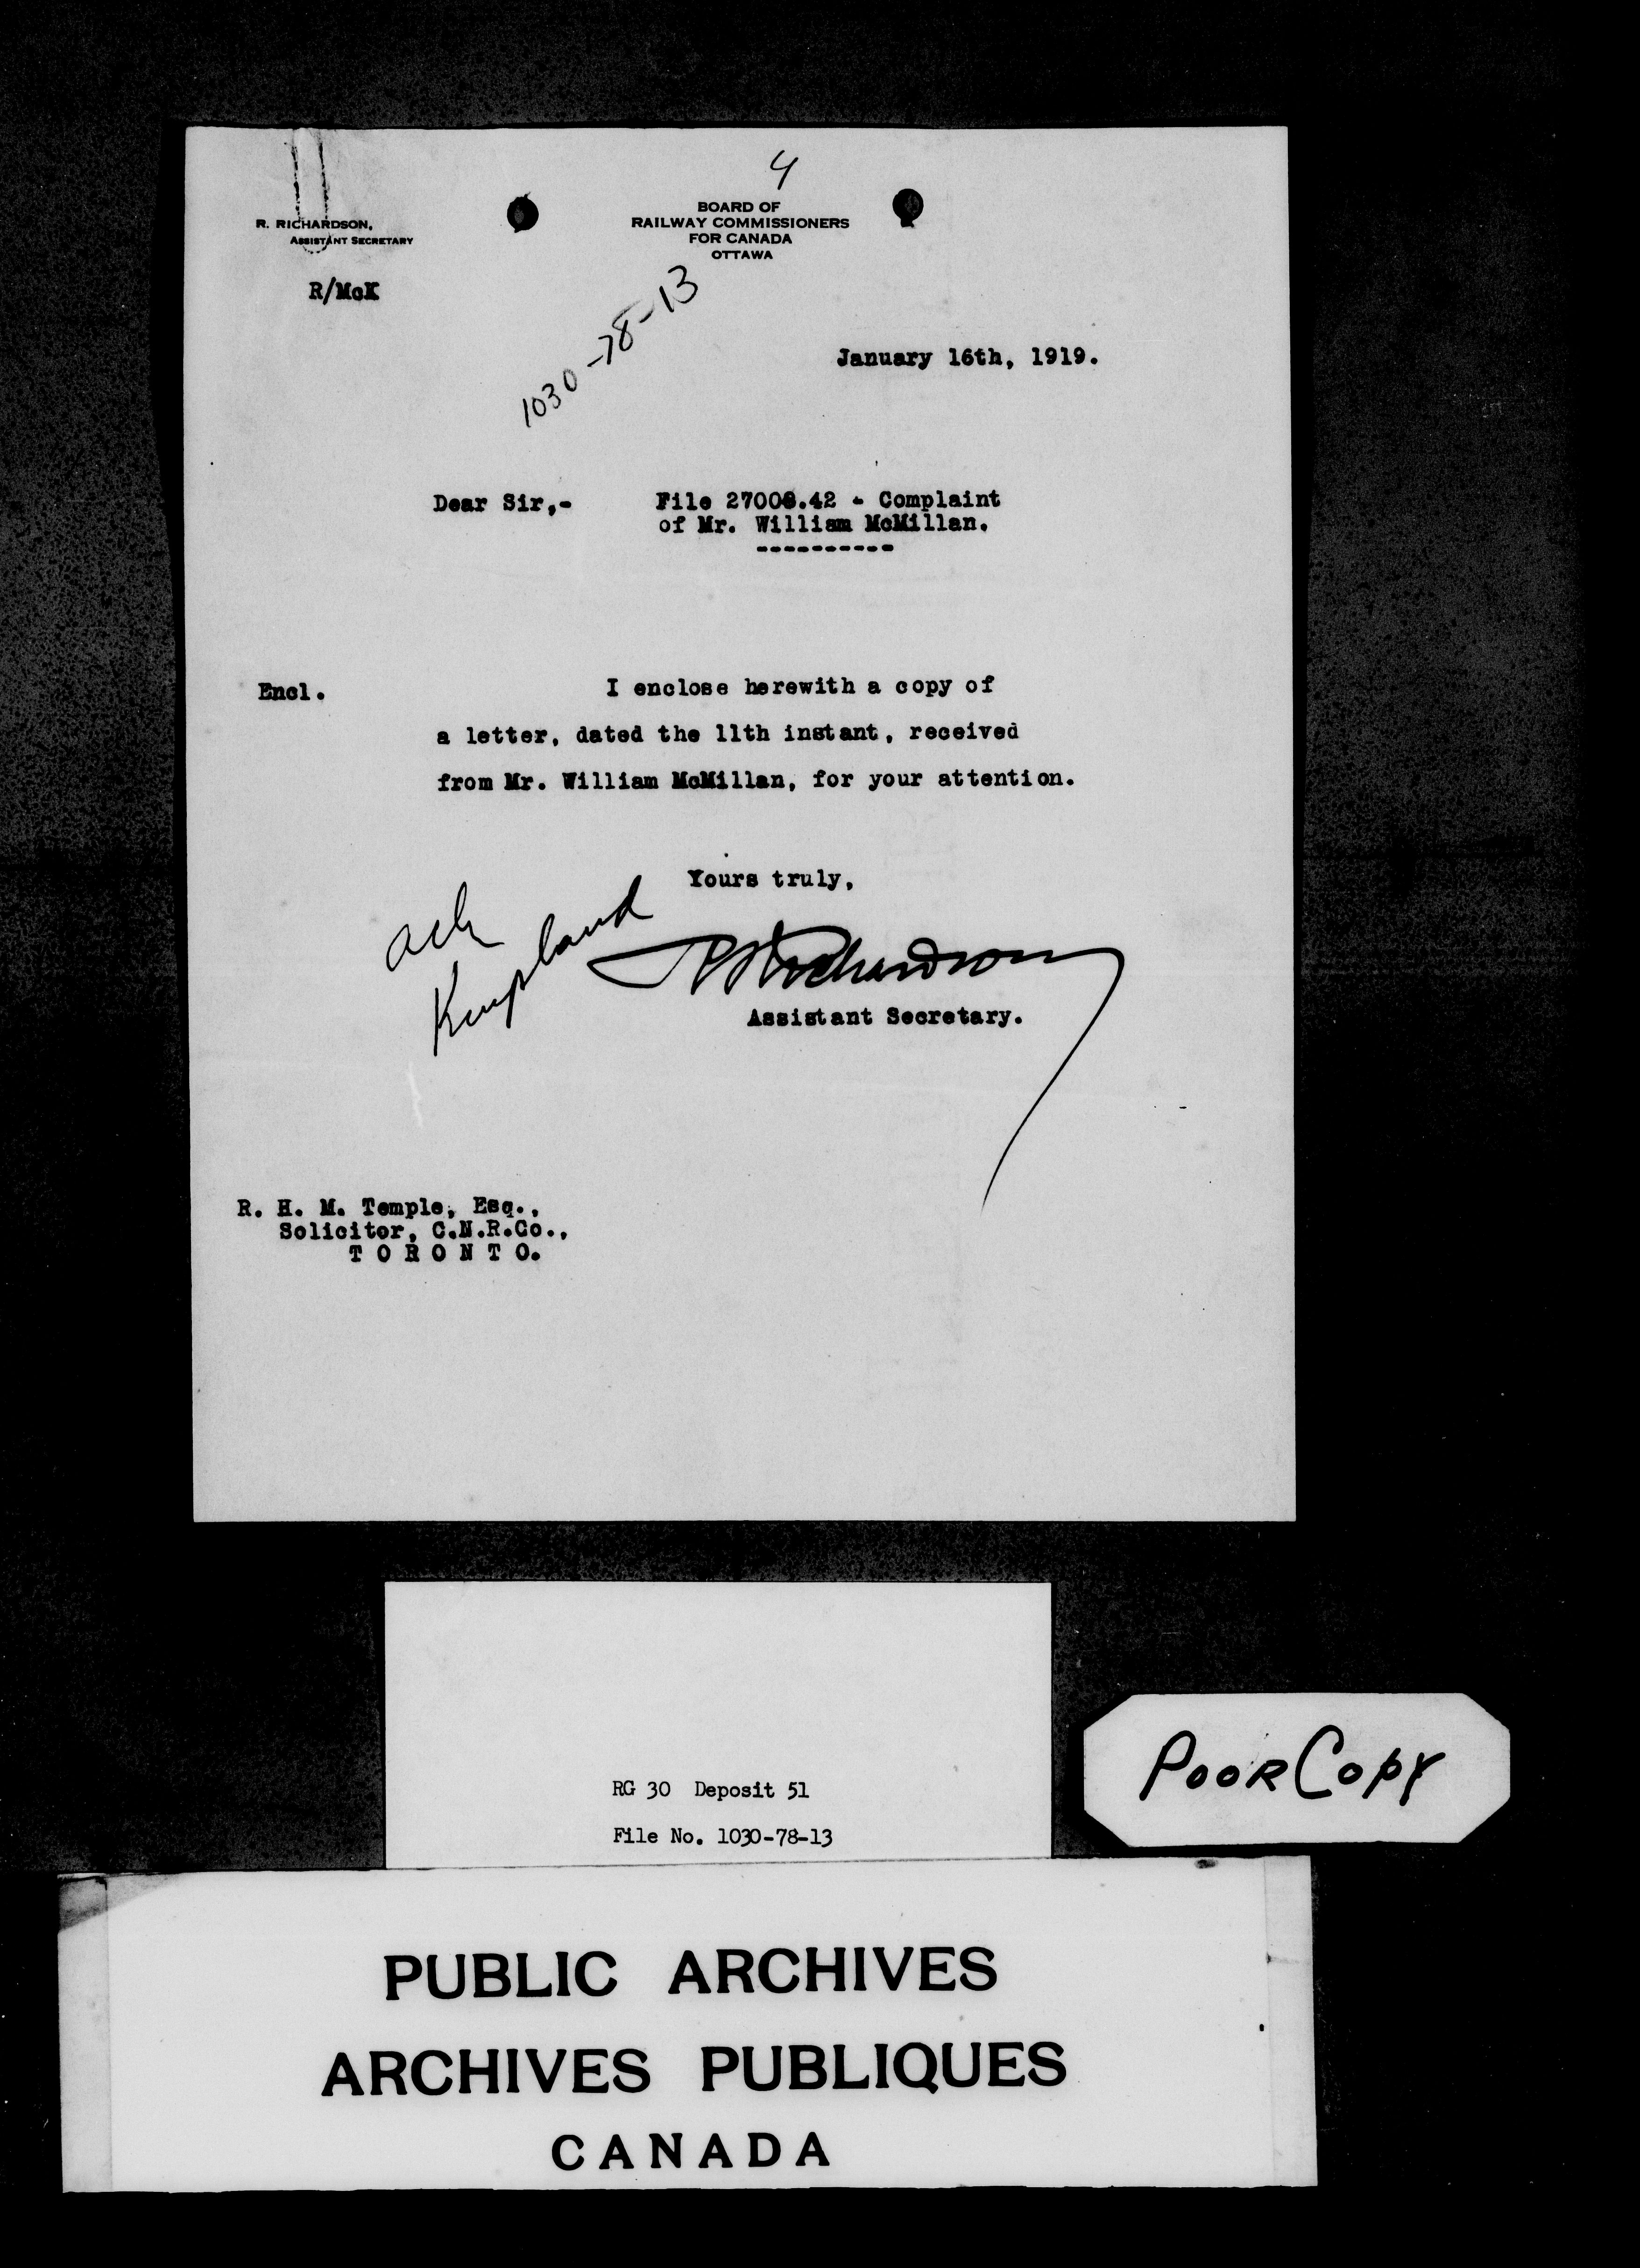 4
R. RICHARDSON,
ASSISTANT SECRETARY
BOARD OF
RAILWAY COMMISSIONERS
FOR CANADA
OTTAWA
R/McK
1030-78-13
January 16th, 1919.
Dear Sir,- File 27008.42 - Complaint
of Mr. William McMillan.
----------
Encl. I enclose herewith a copy of
a letter, dated the 11th instant, received
from Mr. William McMillan, for your attention.
Yours truly,
ack
R Richardson
Assistant Secretary.
R. H. M. Temple, Esq.,
Solicitor, C.N.R.Co.,
T O R O N T O.
RG 30 Deposit 51
File No. 1030-78-13
POOR COPY
PUBLIC ARCHIVES
ARCHIVES PUBLIQUES
CANADA